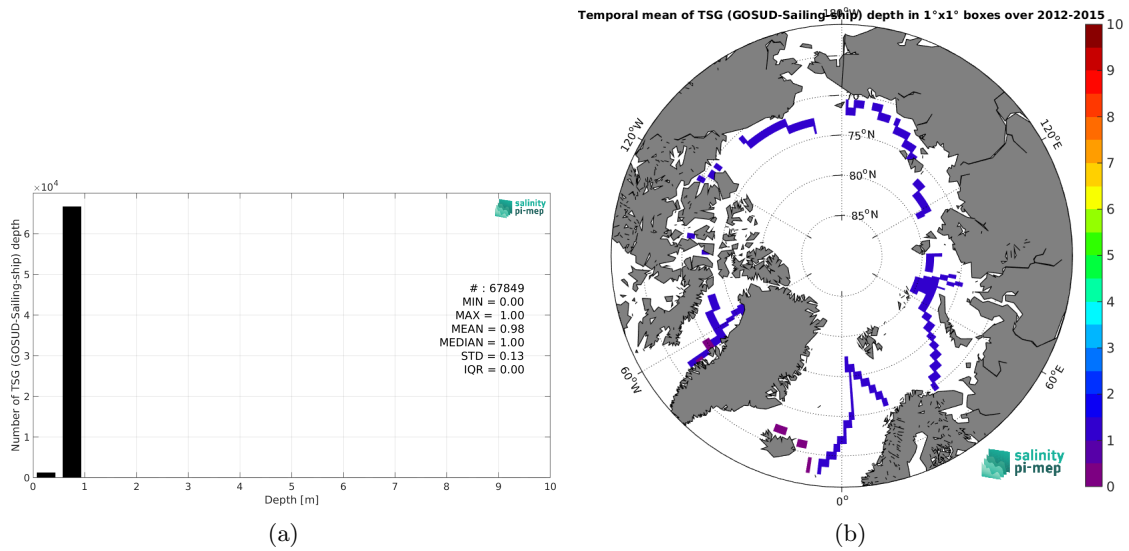 Temporal mean of TSG (GOSUD-Sailing-ship) depth in 1°x1° boxes over 2012-2015
×10⁴
6
5
4
3
2
1
0
Number of TSG (GOSUD-Sailing-ship) depth
salinity
pi-mep
# : 67849
MIN = 0.00
MAX = 1.00
MEAN = 0.98
MEDIAN = 1.00
STD = 0.13
IQR = 0.00
0 1 2 3 4 5 6 7 8 9 10
Depth [m]
(a)
180°W
120°W
120°E
75°N
80°N
85°N
60°W
60°E
0°
salinity
pi-mep
10
9
8
7
6
5
4
3
2
1
0
(b)